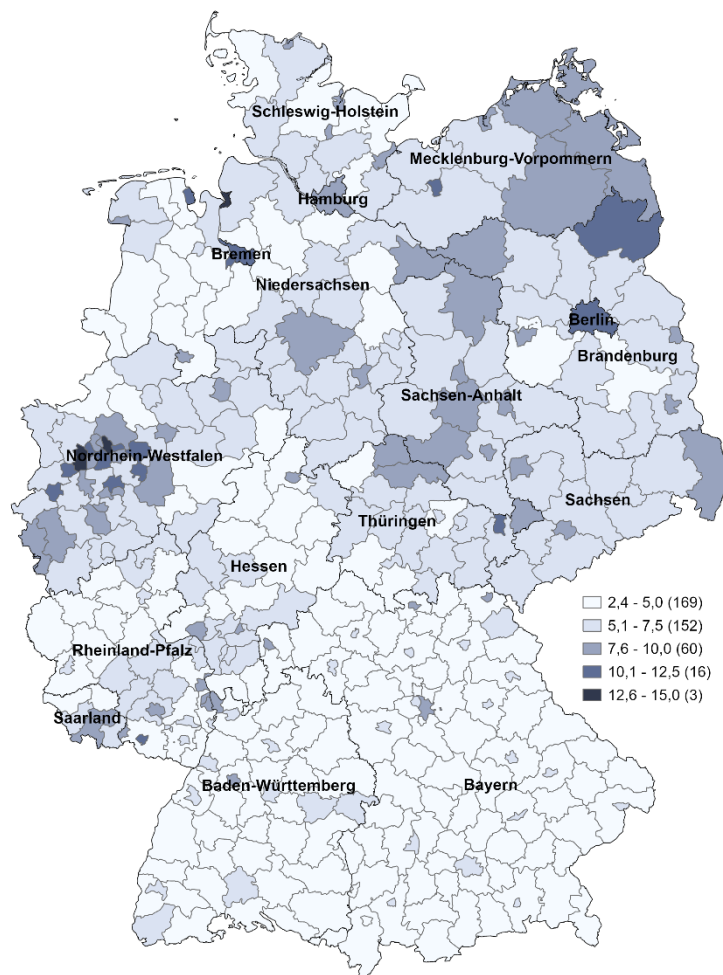 Schleswig-Holstein
Mecklenburg-Vorpommern
Hamburg
Bremen
Niedersachsen
Berlin
Brandenburg
Sachsen-Anhalt
Nordrhein-Westfalen
Sachsen
Thüringen
Hessen
Rheinland-Pfalz
Saarland
Baden-Württemberg
Bayern
2,4 - 5,0 (169)
5,1 - 7,5 (152)
7,6 - 10,0 (60)
10,1 - 12,5 (16)
12,6 - 15,0 (3)